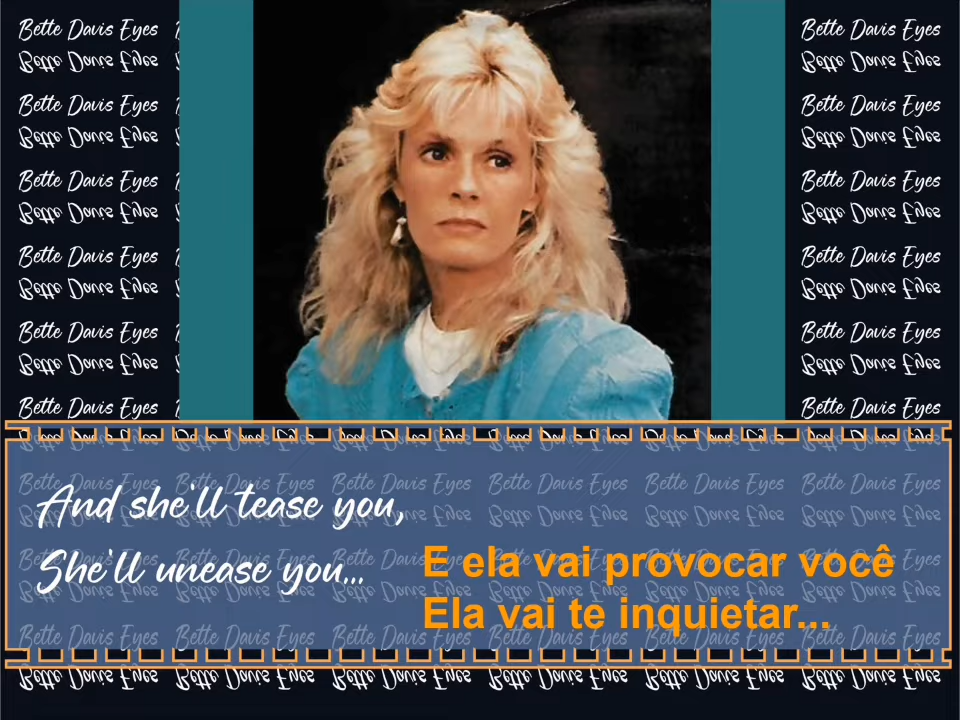 Bette Davis Eyes Bette Davis Eyes
Bette Davis Eyes Bette Davis Eyes
Bette Davis Eyes Bette Davis Eyes
Bette Davis Eyes Bette Davis Eyes
Bette Davis Eyes Bette Davis Eyes
Bette Davis Eyes Bette Davis Eyes
Bette Davis Eyes Bette Davis Eyes Bette Davis Eyes Bette Davis Eyes Bette Davis Eyes Bette Davis Eyes
And she'll tease you,
She'll unease you...
E ela vai provocar você
Ela vai te inquietar...
Bette Davis Eyes Bette Davis Eyes Bette Davis Eyes Bette Davis Eyes Bette Davis Eyes Bette Davis Eyes